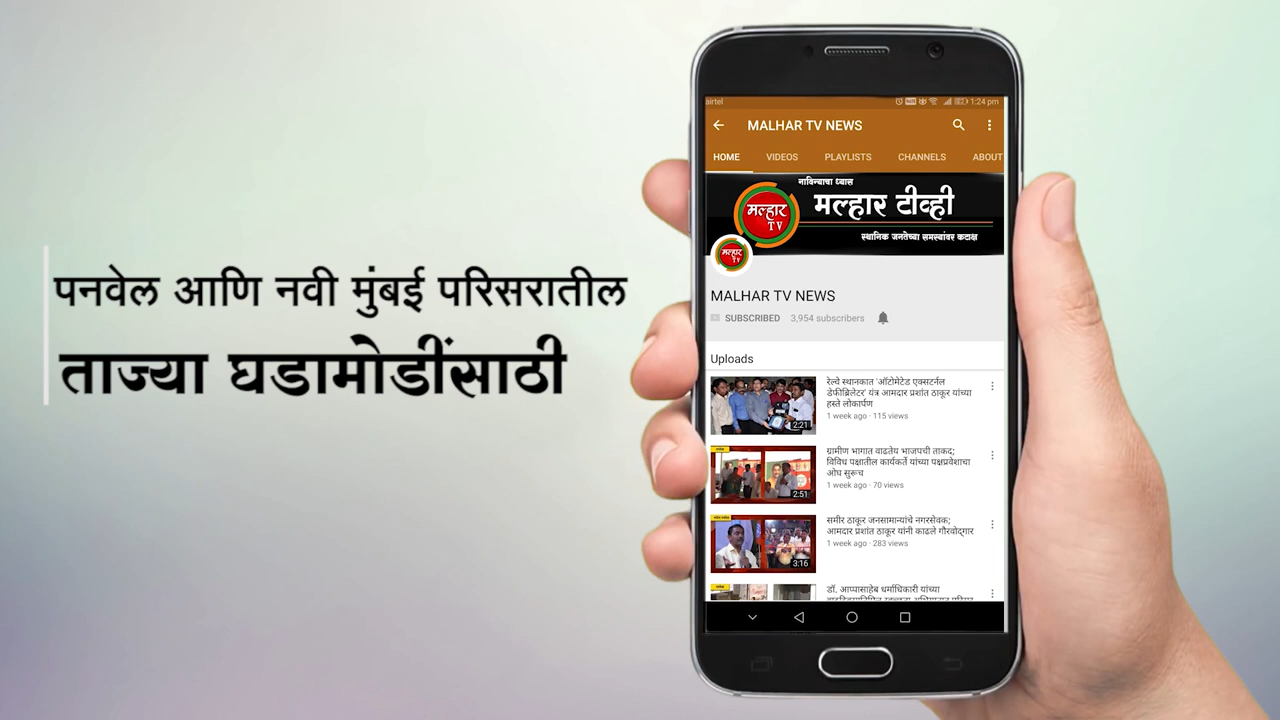 पनवेल आणि नवी मुंबई परिसरातील
ताज्या घडामोडींसाठी
airtel
1:24 pm
MALHAR TV NEWS
HOME VIDEOS PLAYLISTS CHANNELS ABOUT
नाविन्याचा ध्यास
मल्हार टीव्ही
मल्हार
TV
स्थानिक जनतेच्या समस्यांवर कटाक्ष
मल्हार
TV
MALHAR TV NEWS
SUBSCRIBED 3,954 subscribers
Uploads
रेल्वे स्थानकात 'ऑटोमेटेड एक्सटर्नल
डेफीब्रिलेटर' यंत्र आमदार प्रशांत ठाकूर यांच्या
हस्ते लोकार्पण
1 week ago · 115 views
2:21
ग्रामीण भागात वाढतेय भाजपची ताकद;
विविध पक्षातील कार्यकर्ते यांच्या पक्षप्रवेशाचा
ओघ सुरूच
1 week ago · 70 views
2:51
समीर ठाकूर जनसामान्यांचे नगरसेवक;
आमदार प्रशांत ठाकूर यांनी काढले गौरवोद्गार
1 week ago · 283 views
3:16
डॉ. आप्पासाहेब धर्माधिकारी यांच्या